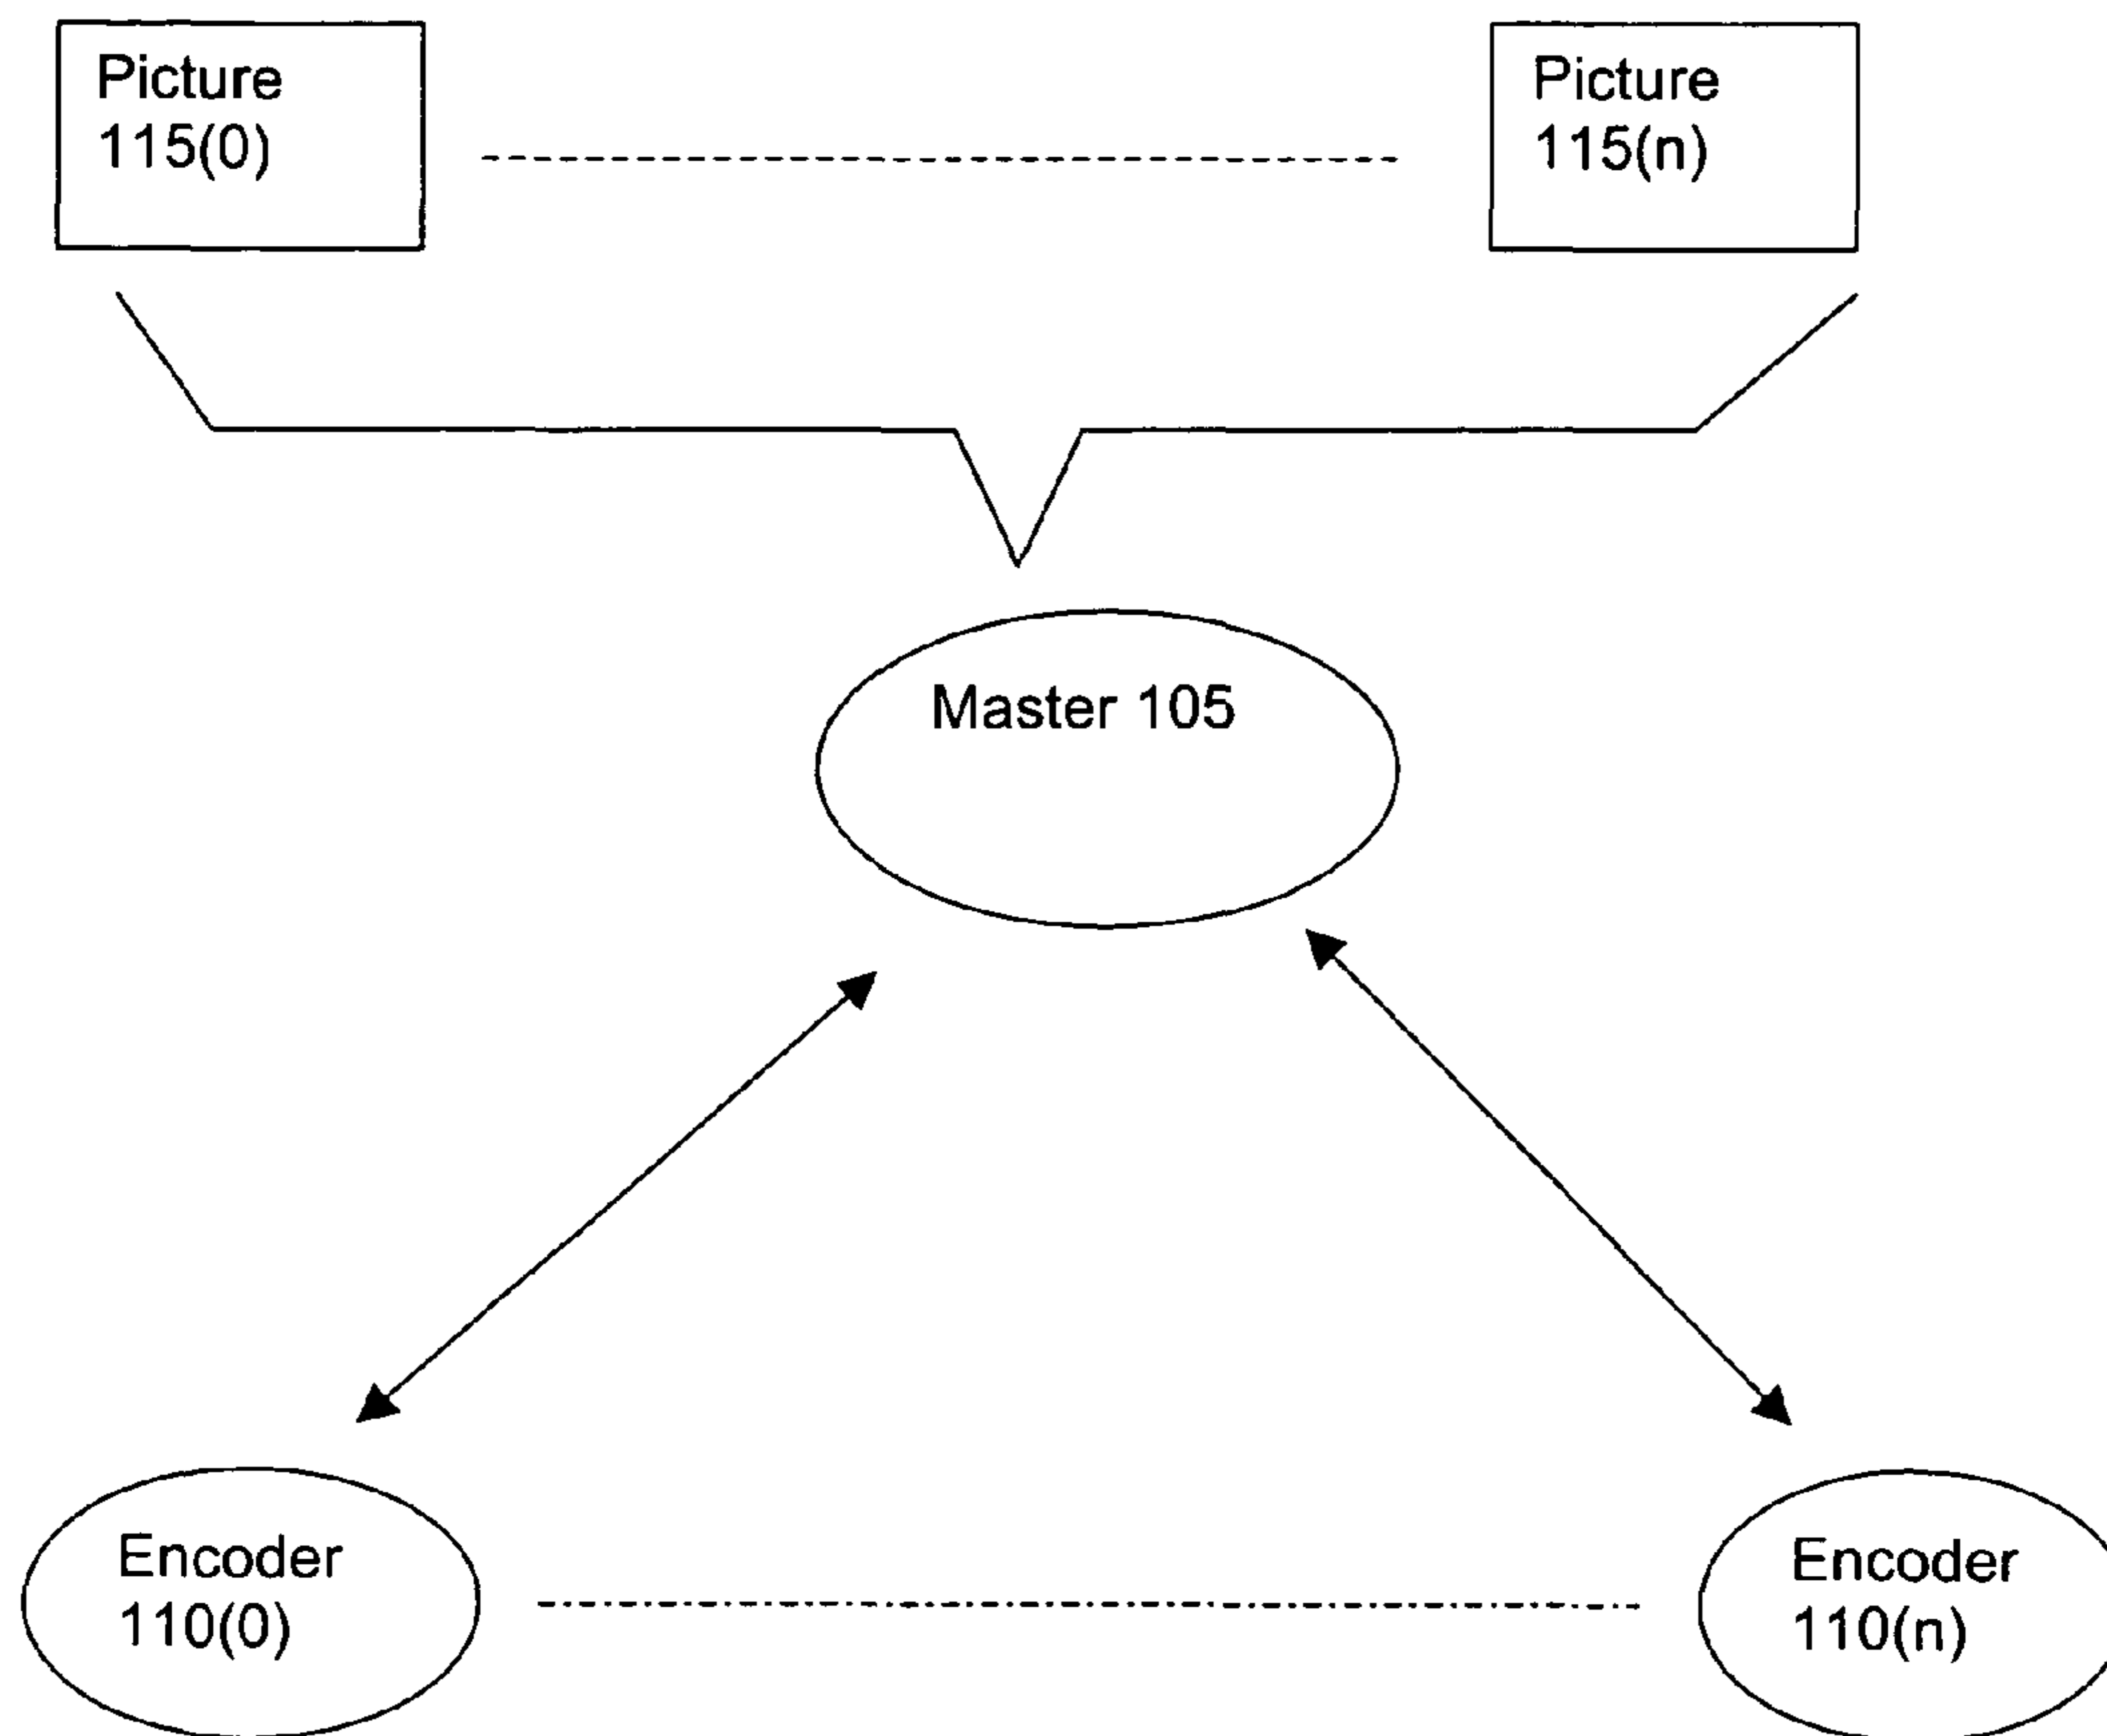 Picture
115(0)
Picture
115(n)
Master 105
Encoder
110(0)
Encoder
110(n)